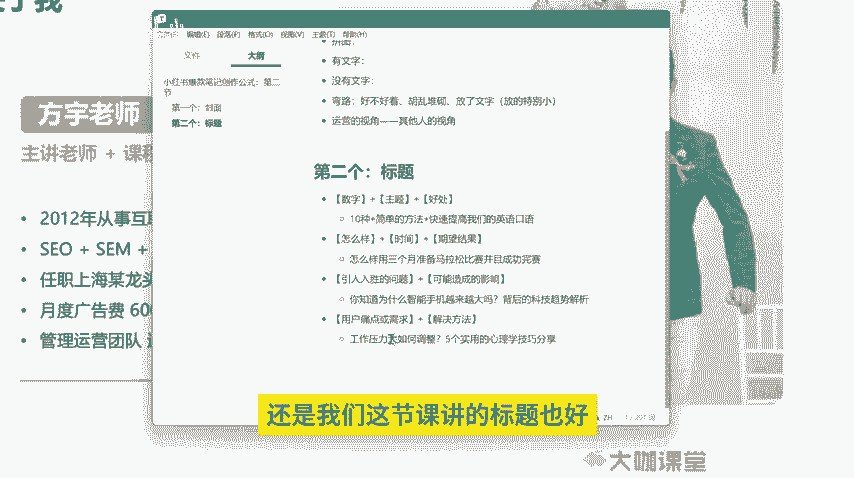 方宇老师
主讲老师 + 课程
2012年从事互联
SEO + SEM +
任职上海某龙头
月度广告费 600
管理运营团队
编辑(E) 段落(P) 格式(O) 视图(V) 主题(T) 帮助(H)
文件 大纲
小红书爆款笔记创作公式：第二节
第一个：封面
第二个：标题
拼图：
有文字：
没有文字：
弯路：好不好看、胡乱堆砌、放了文字（放的特别小）
运营的视角——其他人的视角
第二个：标题
【数字】+【主题】+【好处】
10种+简单的方法+快速提高我们的英语口语
【怎么样】+【时间】+【期望结果】
怎么样用三个月准备马拉松比赛并且成功完赛
【引人入胜的问题】+【可能造成的影响】
你知道为什么智能手机越来越大吗？背后的科技趋势解析
【用户痛点或需求】+【解决方法】
工作压力大如何调整？5个实用的心理学技巧分享
还是我们这节课讲的标题也好
大咖课堂